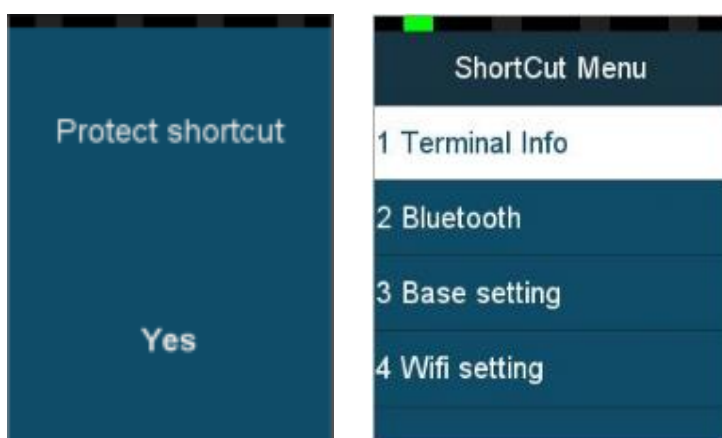 Protect shortcut
Yes
ShortCut Menu
1 Terminal Info
2 Bluetooth
3 Base setting
4 Wifi setting